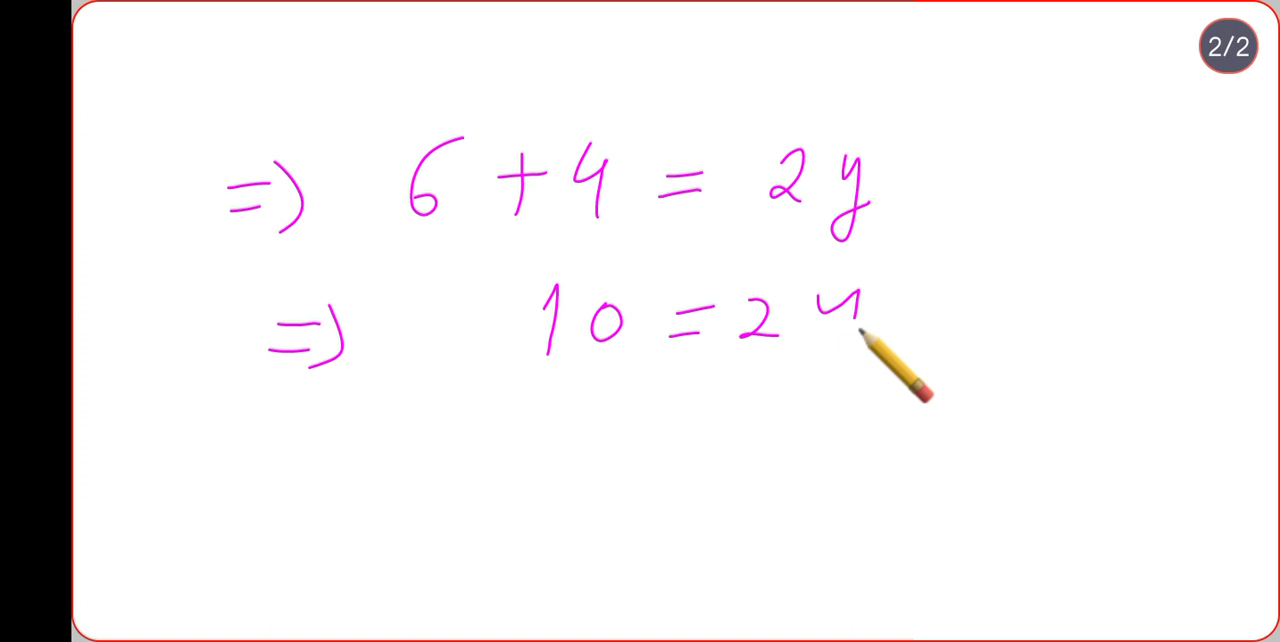 2/2
=> 6 + 4 = 2y
=> 10 = 2y